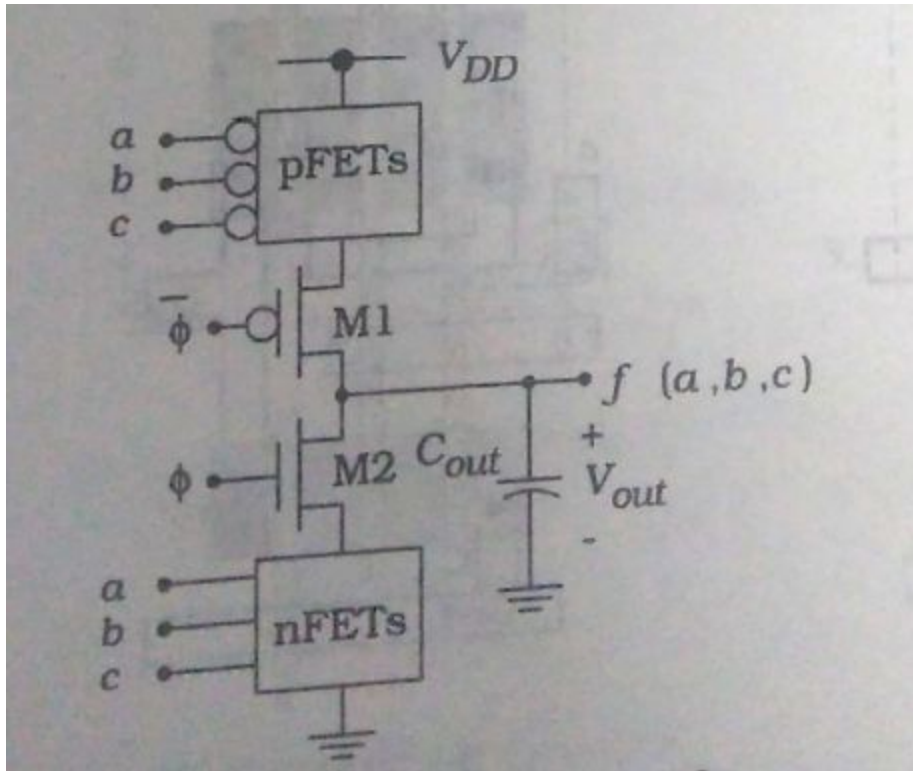 V_DD
a
b
c
pFETs
ϕ̅
M1
f (a,b,c)
+
ϕ
M2
C_out
V_out
-
a
b
c
nFETs